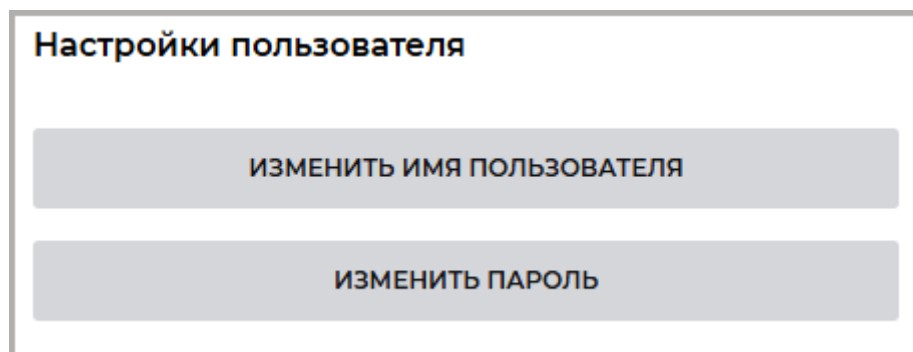 Настройки пользователя
ИЗМЕНИТЬ ИМЯ ПОЛЬЗОВАТЕЛЯ
ИЗМЕНИТЬ ПАРОЛЬ